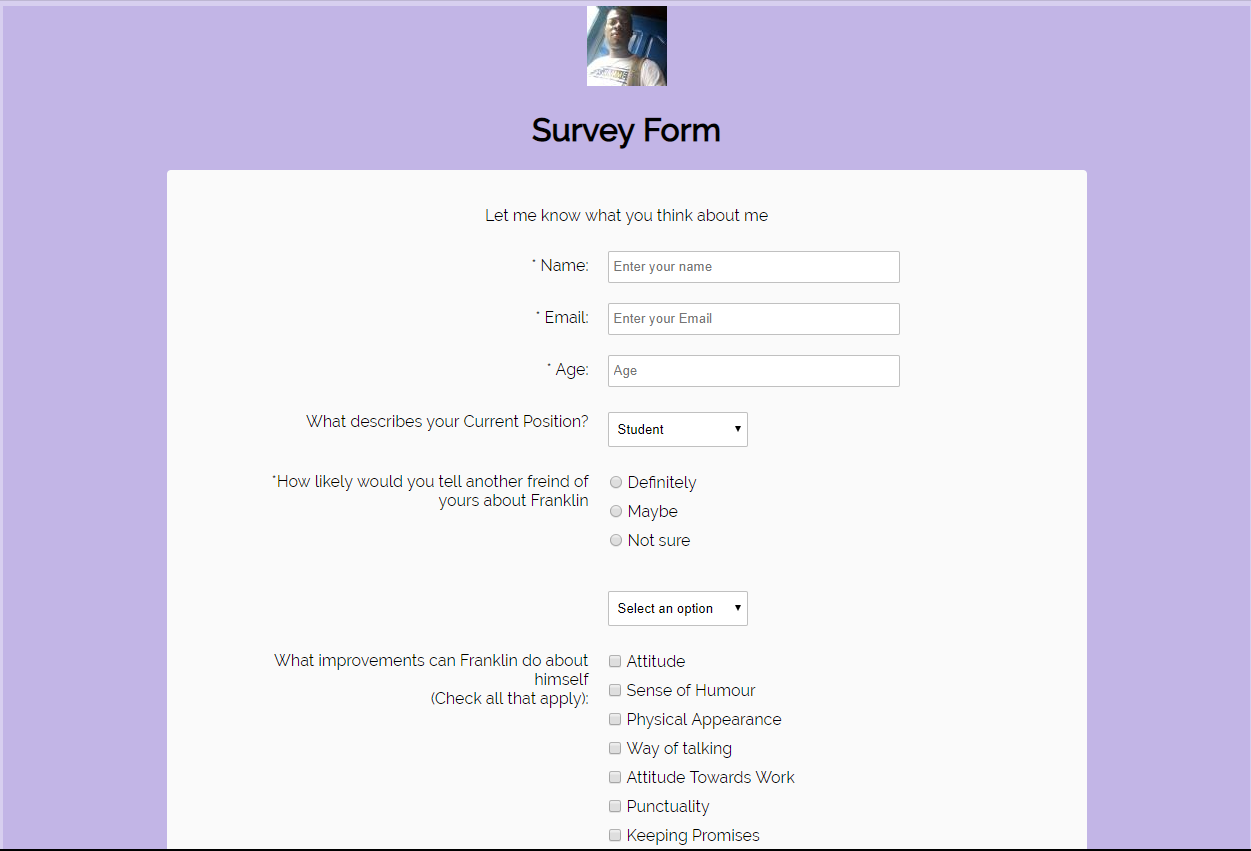 Survey Form
Let me know what you think about me
* Name:
Enter your name
* Email:
Enter your Email
* Age:
Age
What describes your Current Position?
Student
*How likely would you tell another freind of
yours about Franklin
Definitely
Maybe
Not sure
Select an option
What improvements can Franklin do about
himself
(Check all that apply):
Attitude
Sense of Humour
Physical Appearance
Way of talking
Attitude Towards Work
Punctuality
Keeping Promises